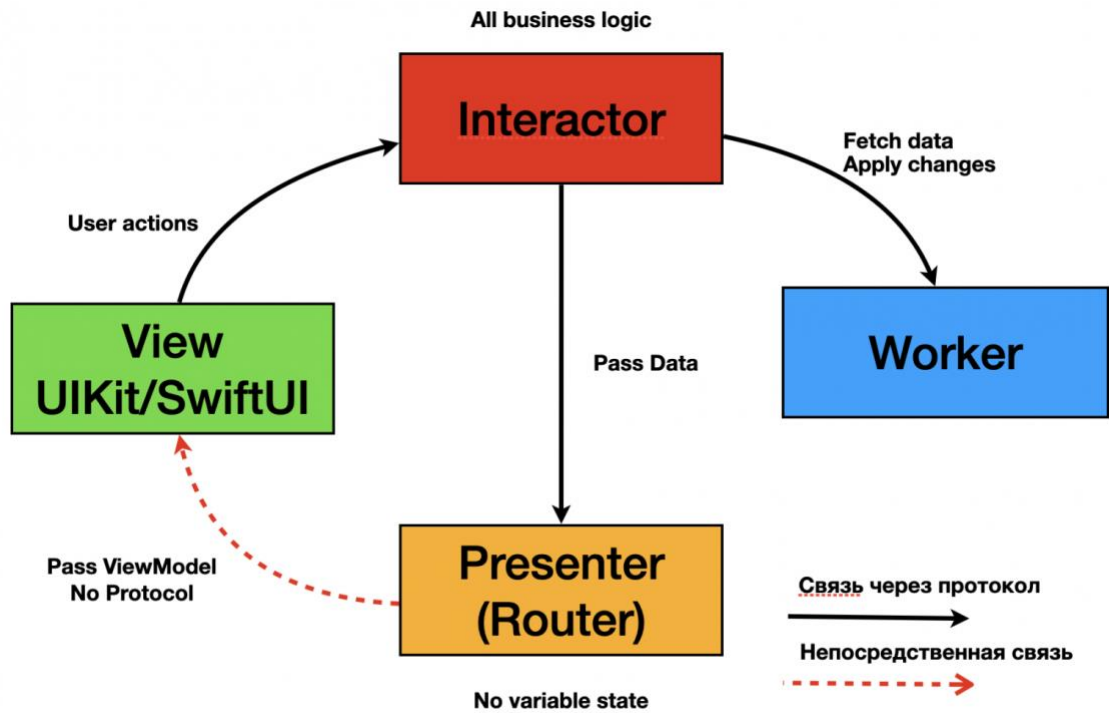 All business logic
Interactor
Fetch data
Apply changes
User actions
View
UIKit/SwiftUI
Worker
Pass Data
Pass ViewModel
No Protocol
Presenter
(Router)
Связь через протокол
Непосредственная связь
No variable state